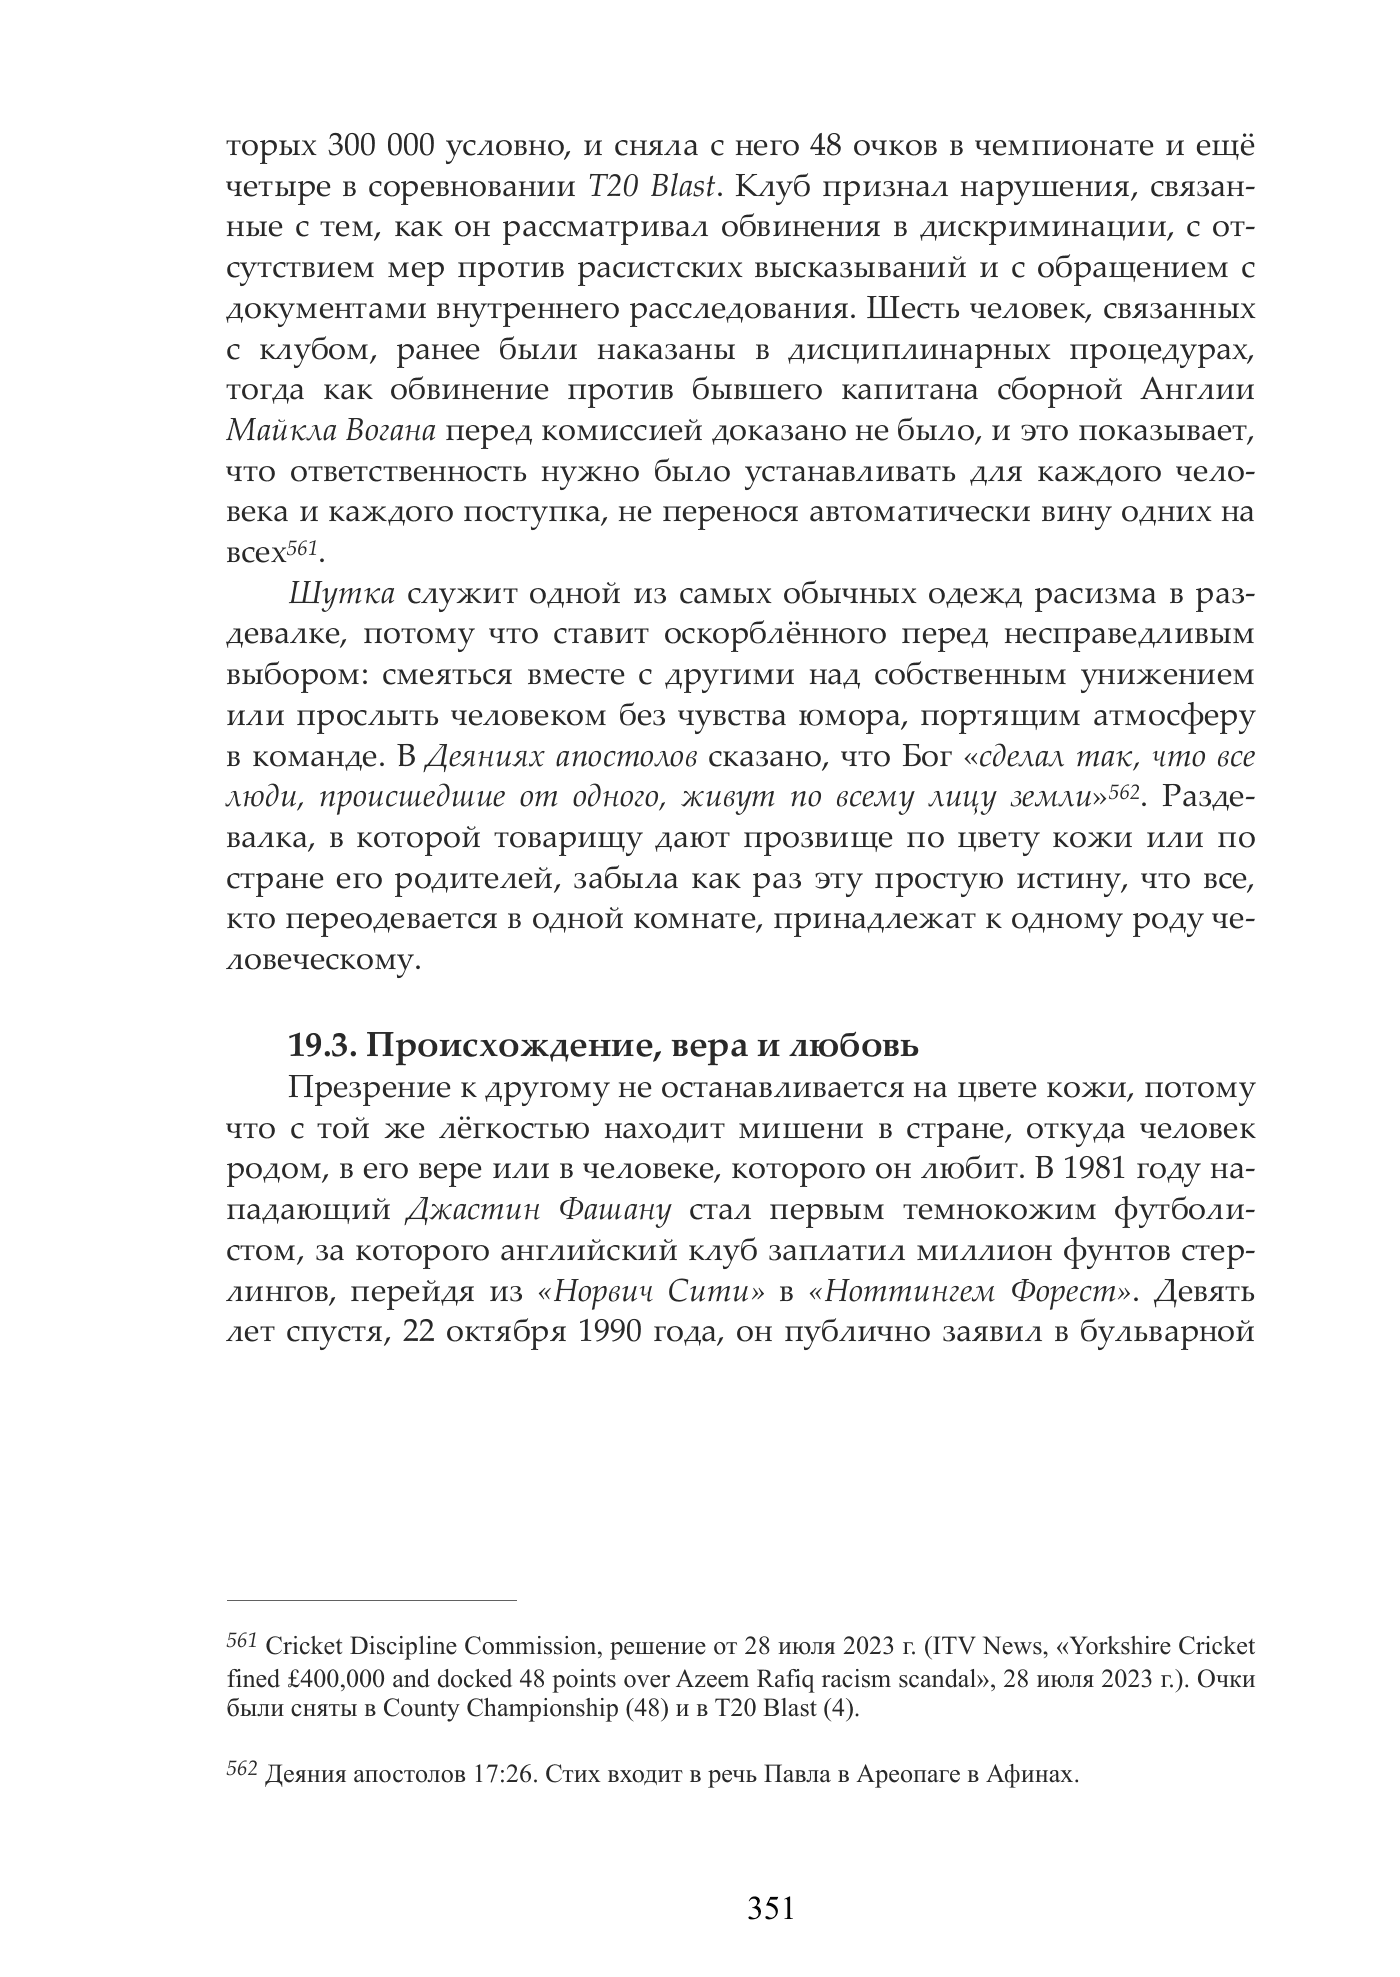 торых 300 000 условно, и сняла с него 48 очков в чемпионате и ещё
четыре в соревновании T20 Blast. Клуб признал нарушения, связан-
ные с тем, как он рассматривал обвинения в дискриминации, с от-
сутствием мер против расистских высказываний и с обращением с
документами внутреннего расследования. Шесть человек, связанных
с клубом, ранее были наказаны в дисциплинарных процедурах,
тогда как обвинение против бывшего капитана сборной Англии
Майкла Вогана перед комиссией доказано не было, и это показывает,
что ответственность нужно было устанавливать для каждого чело-
века и каждого поступка, не перенося автоматически вину одних на
всех561.
Шутка служит одной из самых обычных одежд расизма в раз-
девалке, потому что ставит оскорблённого перед несправедливым
выбором: смеяться вместе с другими над собственным унижением
или прослыть человеком без чувства юмора, портящим атмосферу
в команде. В Деяниях апостолов сказано, что Бог «сделал так, что все
люди, происшедшие от одного, живут по всему лицу земли»562. Разде-
валка, в которой товарищу дают прозвище по цвету кожи или по
стране его родителей, забыла как раз эту простую истину, что все,
кто переодевается в одной комнате, принадлежат к одному роду че-
ловеческому.
19.3. Происхождение, вера и любовь
Презрение к другому не останавливается на цвете кожи, потому
что с той же лёгкостью находит мишени в стране, откуда человек
родом, в его вере или в человеке, которого он любит. В 1981 году на-
падающий Джастин Фашану стал первым темнокожим футболи-
стом, за которого английский клуб заплатил миллион фунтов стер-
лингов, перейдя из «Норвич Сити» в «Ноттингем Форест». Девять
лет спустя, 22 октября 1990 года, он публично заявил в бульварной
561 Cricket Discipline Commission, решение от 28 июля 2023 г. (ITV News, «Yorkshire Cricket
fined £400,000 and docked 48 points over Azeem Rafiq racism scandal», 28 июля 2023 г.). Очки
были сняты в County Championship (48) и в T20 Blast (4).
562 Деяния апостолов 17:26. Стих входит в речь Павла в Ареопаге в Афинах.
351